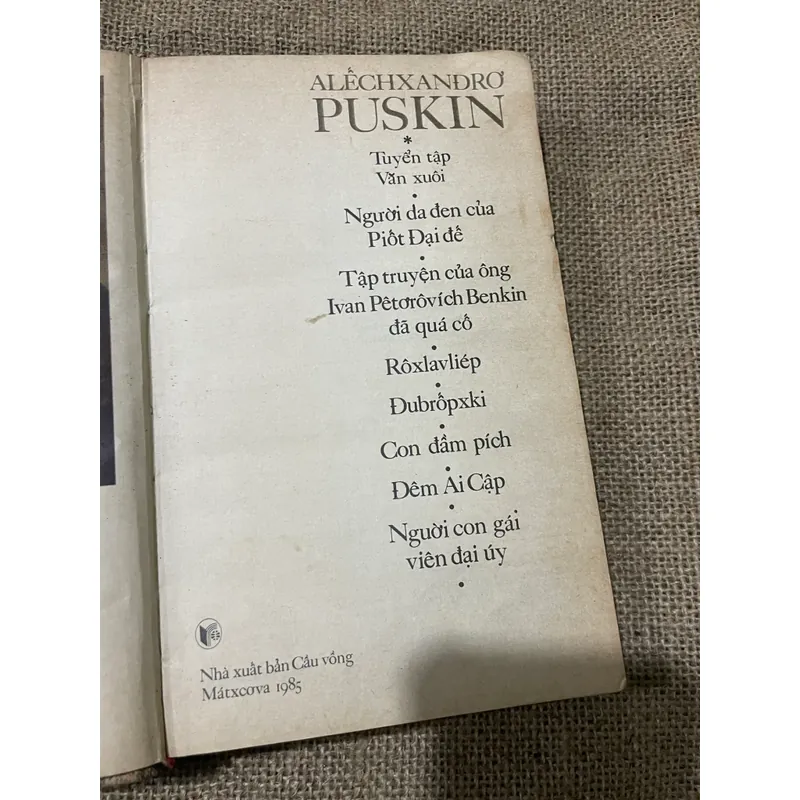 ALẾCHXANĐRƠ
PUSKIN
*
Tuyển tập
Văn xuôi
•
Người da đen của
Piốt Đại đế
•
Tập truyện của ông
Ivan Pêtơrôvích Benkin
đã quá cố
•
Rôxlavliép
•
Đubrốpxki
•
Con đầm pích
•
Đêm Ai Cập
•
Người con gái
viên đại úy
•
Nhà xuất bản Cầu vồng
Mátxcơva 1985